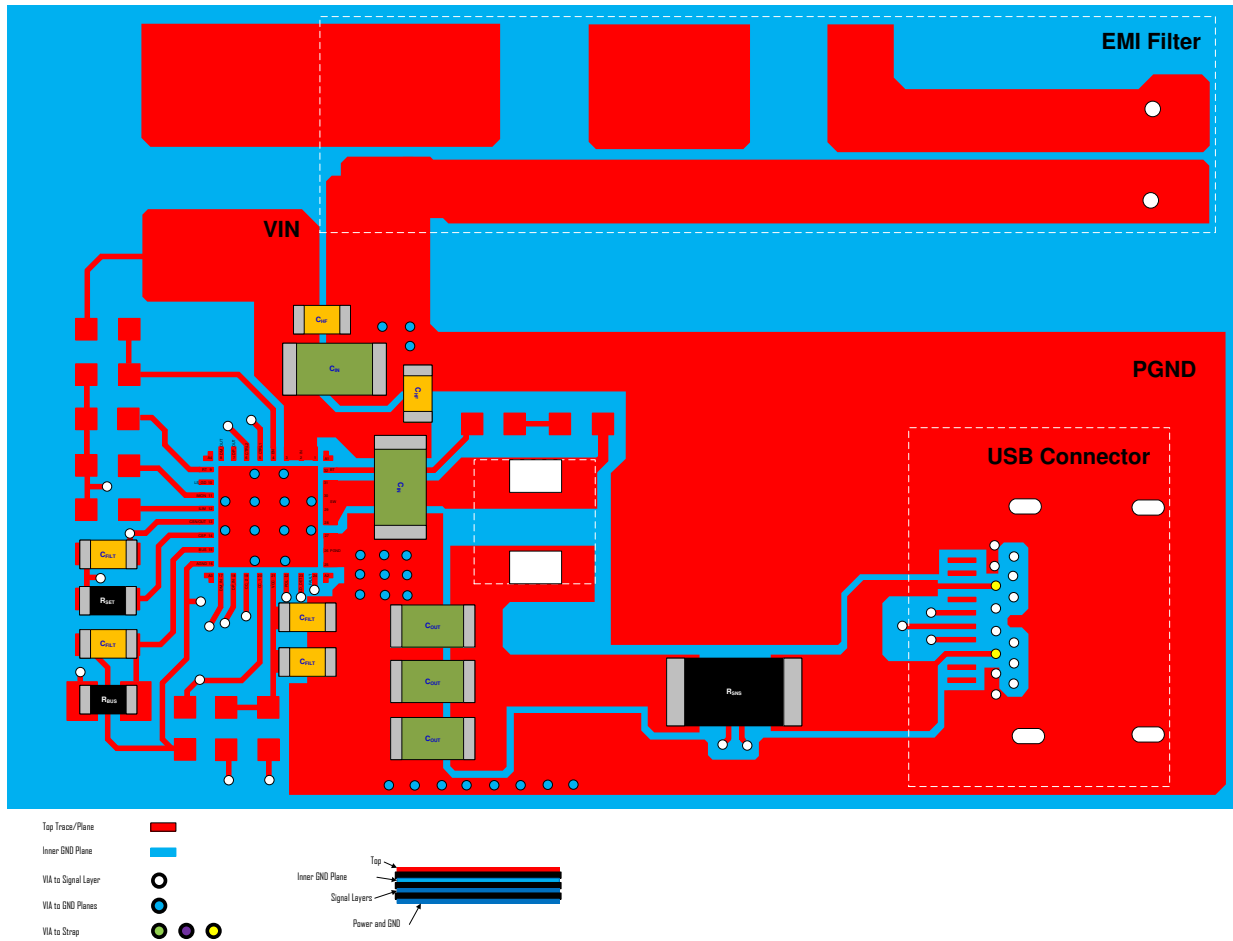 EMI Filter
VIN
CHF
CIN
PGND
CHF
USB Connector
CIN
CFILT
RSET
CFILT
CFILT
COUT
CFILT
COUT
RBUS
RSNS
COUT
Top Trace/Plane
Inner GND Plane
VIA to Signal Layer
VIA to GND Planes
VIA to Strap
Top
Inner GND Plane
Signal Layers
Power and GND